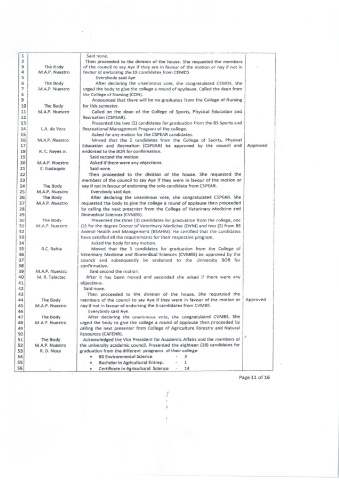 1 Said none.
2 Then proceeded to the division of the house. She requested the members
3 The Body of the council to say Aye if they are in favour of the motion or nay if not in
4 M.A.P. Nuestro favour of endorsing the 19 candidates from CEMDS.
5 Everybody said Aye
6 The Body After declaring the unanimous vote, she congratulated CEMDS. She
7 M.A.P. Nuestro urged the body to give the college a round of applause. Called the dean from
8 the College of Nursing (CON).
9 Announced that there will be no graduates from the College of Nursing
10 The Body for this semester.
11 M.A.P. Nuestro Called on the dean of the College of Sports, Physical Education and
12 Recreation (CSPEAR).
13 Presented the two (2) candidates for graduation from the BS Sports and
14 L.A. de Vera Recreational Management Program of the college.
15 Asked for any motion for the CSPEAR candidates.
16 M.A.P. Nuestro Moved that the 2 candidates from the College of Sports, Physical
17 Education and Recreation (CSPEAR) be approved by the council and Approved
18 R. C. Reyes Jr. endorsed to the BOR for confirmation.
19 Said second the motion.
20 M.A.P. Nuestro Asked if there were any objections.
21 Said none.
22 Then proceeded to the division of the house. She requested the
23 members of the council to say Aye if they were in favour of the motion or
24 The Body nay if not in favour of endorsing the said candidate from CSPEAR.
25 M.A.P. Nuestro Everybody said Aye.
26 The Body After declaring the unanimous vote, she congratulated CSPEAR. She
27 M.A.P. Nuestro requested the body to give the college a round of applause then proceeded
28 by calling the next presenter from the College of Veterinary Medicine and
29 Biomedical Sciences (CVMBS).
30 The Body Presented the three (3) candidates for graduation from the college, one
31 M.A.P. Nuestro (1) for the degree Doctor of Veterinary Medicine (DVM) and two (2) from BS
32 Animal Health and Management (BSAHM). He certified that the candidates
33 have satisfied all the requirements for their respective program.
34 Asked the body for any motion.
35 Moved that the 3 candidates for graduation from the College of
36 Veterinary Medicine and Biomedical Sciences (CVMBS) be approved by the
37 council and subsequently be endorsed to the University BOR for
38 confirmation.
39 M.A.P. Nuestro Said second the motion.
40 After it has been moved and seconded she asked if there were any
41 objections.
42 Said none.
43 Then proceeded to the division of the house. She requested the
44 The Body members of the council to say Aye if they were in favour of the motion or Approved
45 M.A.P. Nuestro nay if not in favour of endorsing the 3 candidates from CVMBS.
46 Everybody said Aye.
47 The Body After declaring the unanimous vote, she congratulated CVMBS. She
48 M.A.P. Nuestro urged the body to give the college a round of applause then proceeded by
49 calling the next presenter from College of Agriculture Forestry and Natural
50 Resources (CAFENR).
51 The Body Acknowledged the Vice President for Academic Affairs and the members of
52 M.A.P. Nuestro the university academic council. Presented the eighteen (18) candidates for
53 R. D. Noza graduation from the different programs of their college:
54 • BS Environmental Science - 3
55 • Bachelor in Agricultural Entrep. - 1
56 • Certificate in Agricultural Science - 14
Page 11 of 16